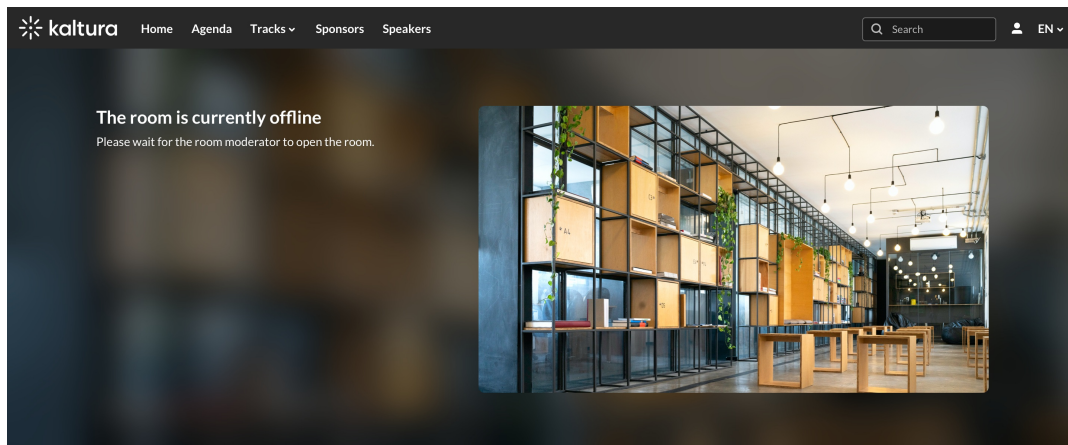 kaltura Home Agenda Tracks Sponsors Speakers Search EN
The room is currently offline
Please wait for the room moderator to open the room.